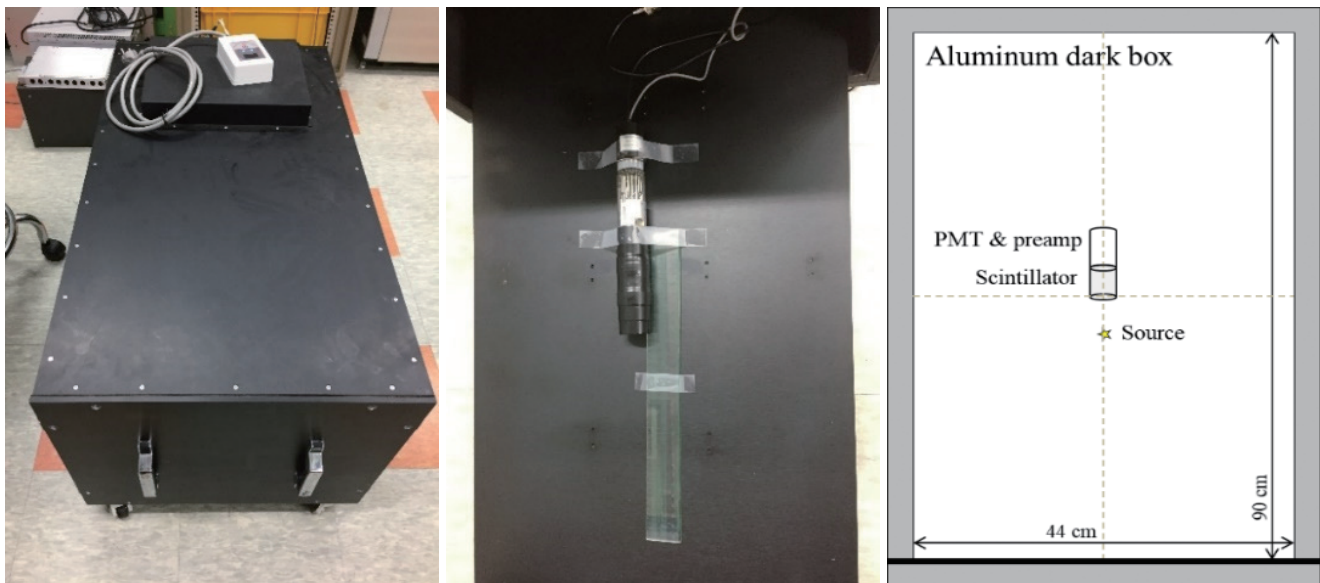 Aluminum dark box
PMT & preamp
Scintillator
Source
44 cm
90 cm